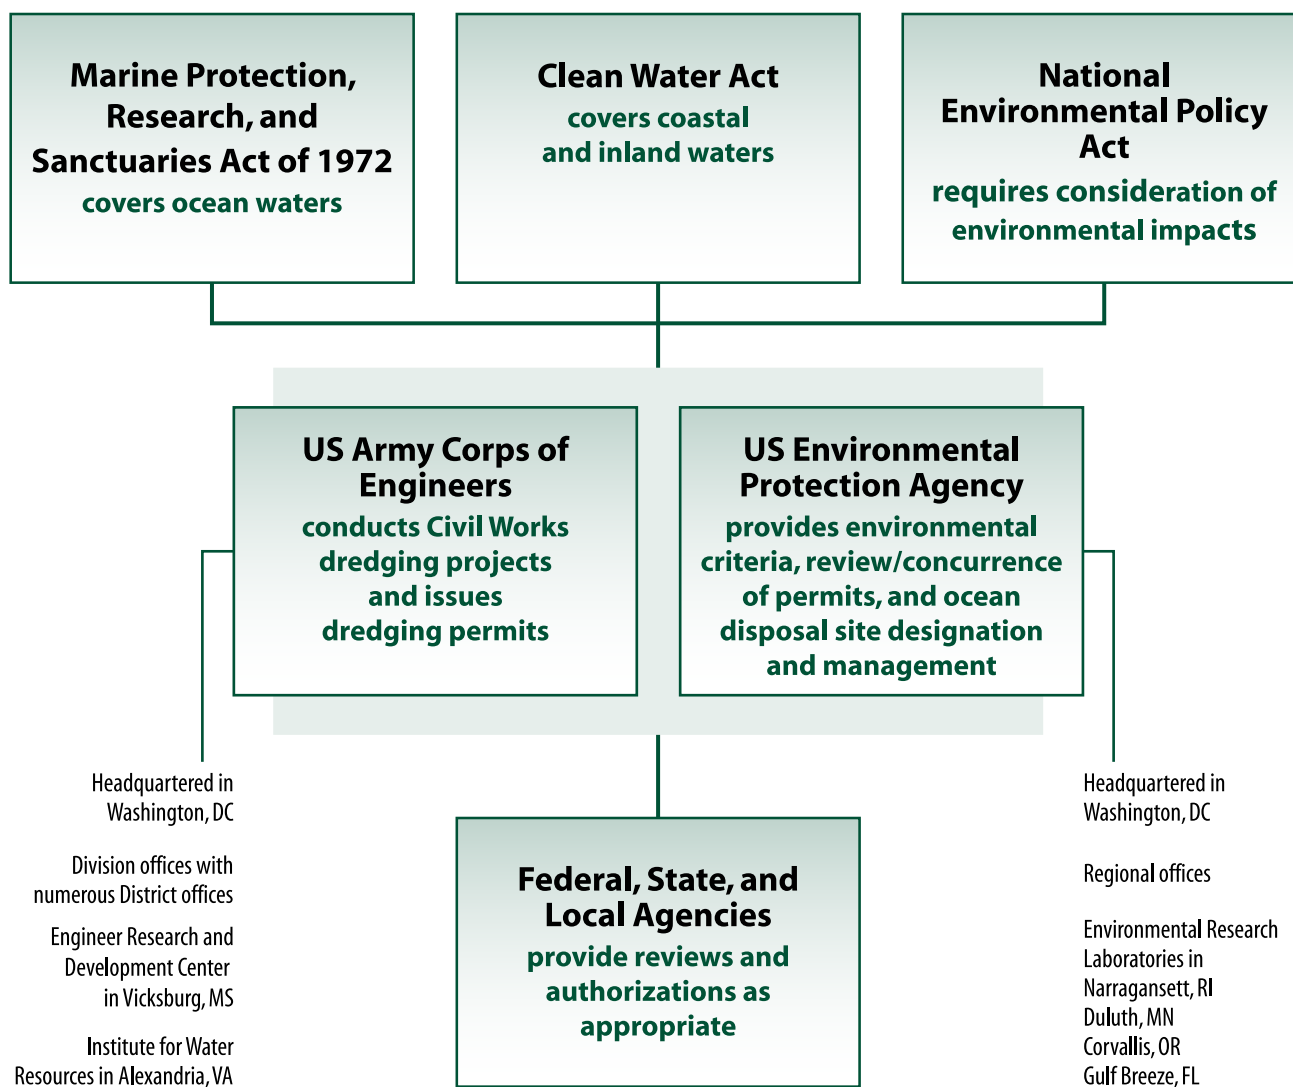 Marine Protection,
Research, and
Sanctuaries Act of 1972
covers ocean waters
Clean Water Act
covers coastal
and inland waters
National
Environmental Policy
Act
requires consideration of
environmental impacts
US Army Corps of
Engineers
conducts Civil Works
dredging projects
and issues
dredging permits
US Environmental
Protection Agency
provides environmental
criteria, review/concurrence
of permits, and ocean
disposal site designation
and management
Headquartered in
Washington, DC
Division offices with
numerous District offices
Engineer Research and
Development Center
in Vicksburg, MS
Institute for Water
Resources in Alexandria, VA
Federal, State, and
Local Agencies
provide reviews and
authorizations as
appropriate
Headquartered in
Washington, DC
Regional offices
Environmental Research
Laboratories in
Narragansett, RI
Duluth, MN
Corvallis, OR
Gulf Breeze, FL